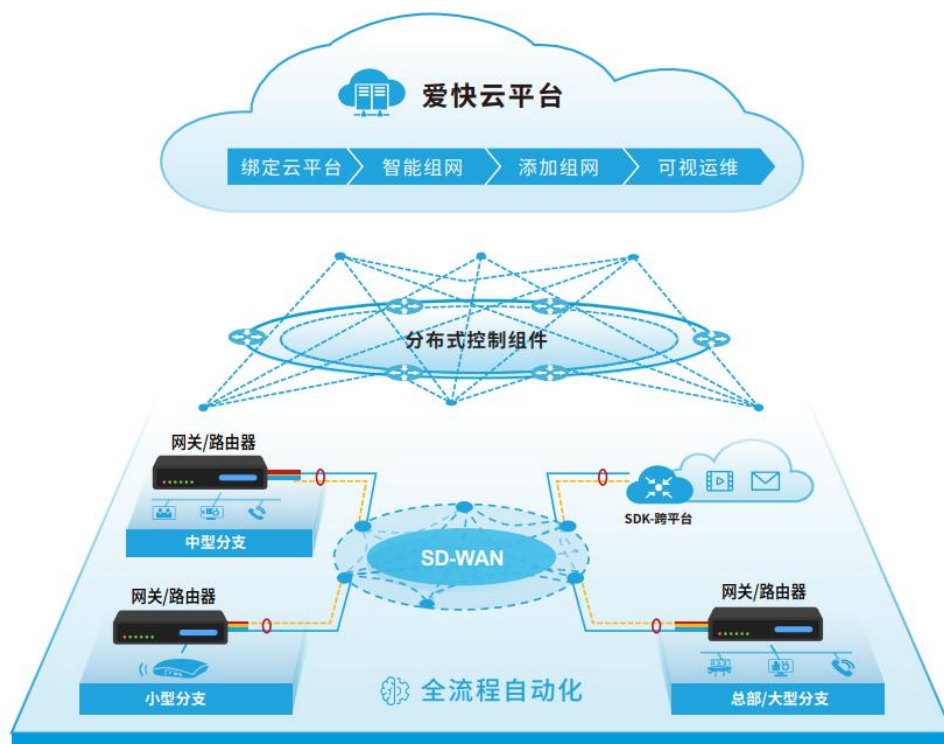 爱快云平台
绑定云平台
智能组网
添加组网
可视运维
分布式控制组件
网关/路由器
中型分支
SDK-跨平台
SD-WAN
网关/路由器
小型分支
网关/路由器
总部/大型分支
全流程自动化